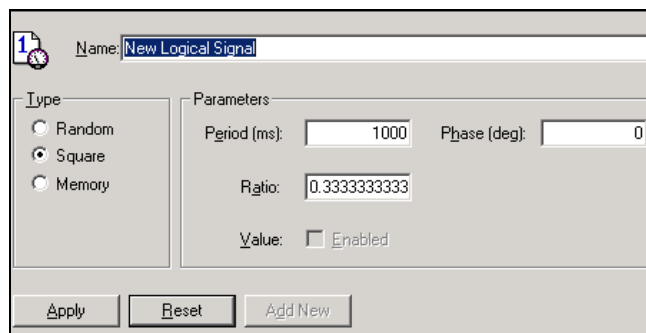 1
Name: New Logical Signal
Type
Random
Square
Memory
Parameters
Period (ms): 1000 Phase (deg): 0
Ratio: 0.3333333333
Value: Enabled
Apply Reset Add New